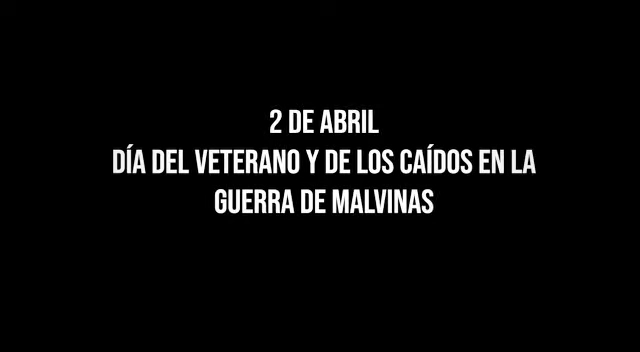 2 DE ABRIL
DÍA DEL VETERANO Y DE LOS CAÍDOS EN LA
GUERRA DE MALVINAS